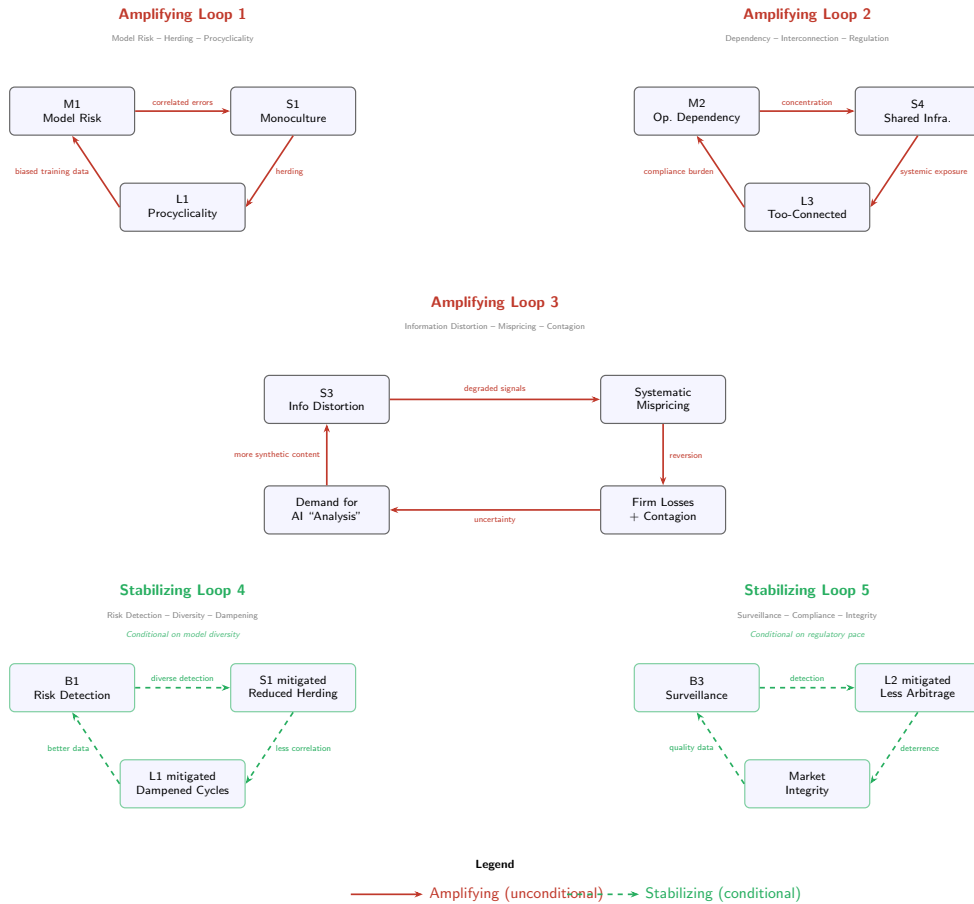 Amplifying Loop 1
Model Risk – Herding – Procyclicality
M1
Model Risk
correlated errors
S1
Monoculture
biased training data
herding
L1
Procyclicality
Amplifying Loop 2
Dependency – Interconnection – Regulation
M2
Op. Dependency
concentration
S4
Shared Infra.
compliance burden
systemic exposure
L3
Too-Connected
Amplifying Loop 3
Information Distortion – Mispricing – Contagion
S3
Info Distortion
degraded signals
Systematic
Mispricing
more synthetic content
reversion
Demand for
AI “Analysis”
uncertainty
Firm Losses
+ Contagion
Stabilizing Loop 4
Risk Detection – Diversity – Dampening
Conditional on model diversity
B1
Risk Detection
diverse detection
S1 mitigated
Reduced Herding
better data
less correlation
L1 mitigated
Dampened Cycles
Stabilizing Loop 5
Surveillance – Compliance – Integrity
Conditional on regulatory pace
B3
Surveillance
detection
L2 mitigated
Less Arbitrage
quality data
deterrence
Market
Integrity
Legend
Amplifying (unconditional)
Stabilizing (conditional)